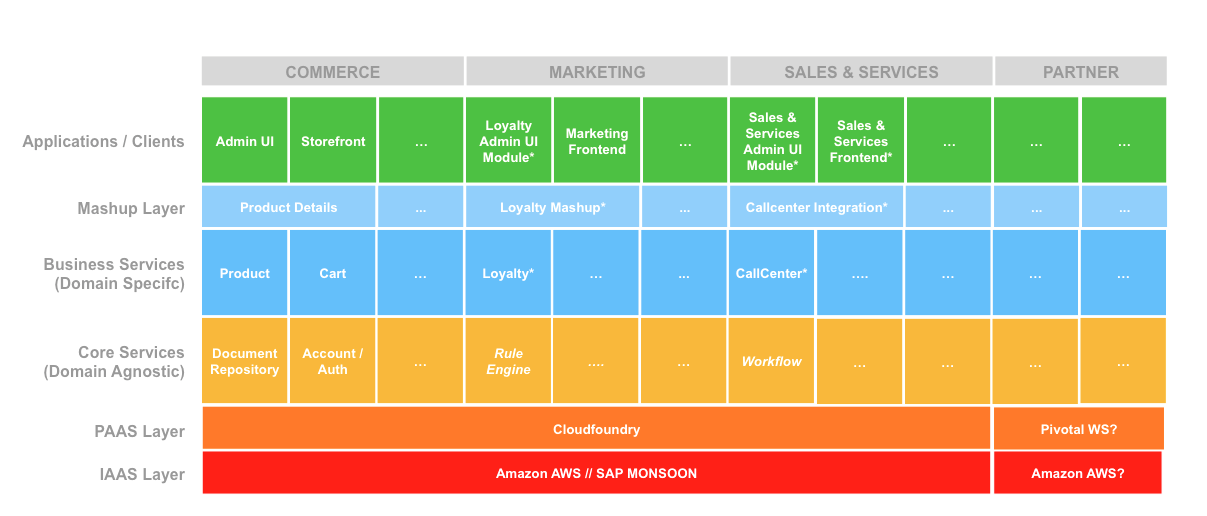 COMMERCE
MARKETING
SALES & SERVICES
PARTNER
Applications / Clients
Admin UI
Storefront
...
Loyalty
Admin UI
Module*
Marketing
Frontend
...
Sales &
Services
Admin UI
Module*
Sales &
Services
Frontend*
...
...
...
Mashup Layer
Product Details
...
Loyalty Mashup*
...
Callcenter Integration*
...
...
...
Business Services
(Domain Specifc)
Product
Cart
...
Loyalty*
...
...
CallCenter*
....
...
...
...
Core Services
(Domain Agnostic)
Document
Repository
Account /
Auth
...
Rule
Engine
....
...
Workflow
...
...
...
...
PAAS Layer
Cloudfoundry
Pivotal WS?
IAAS Layer
Amazon AWS // SAP MONSOON
Amazon AWS?